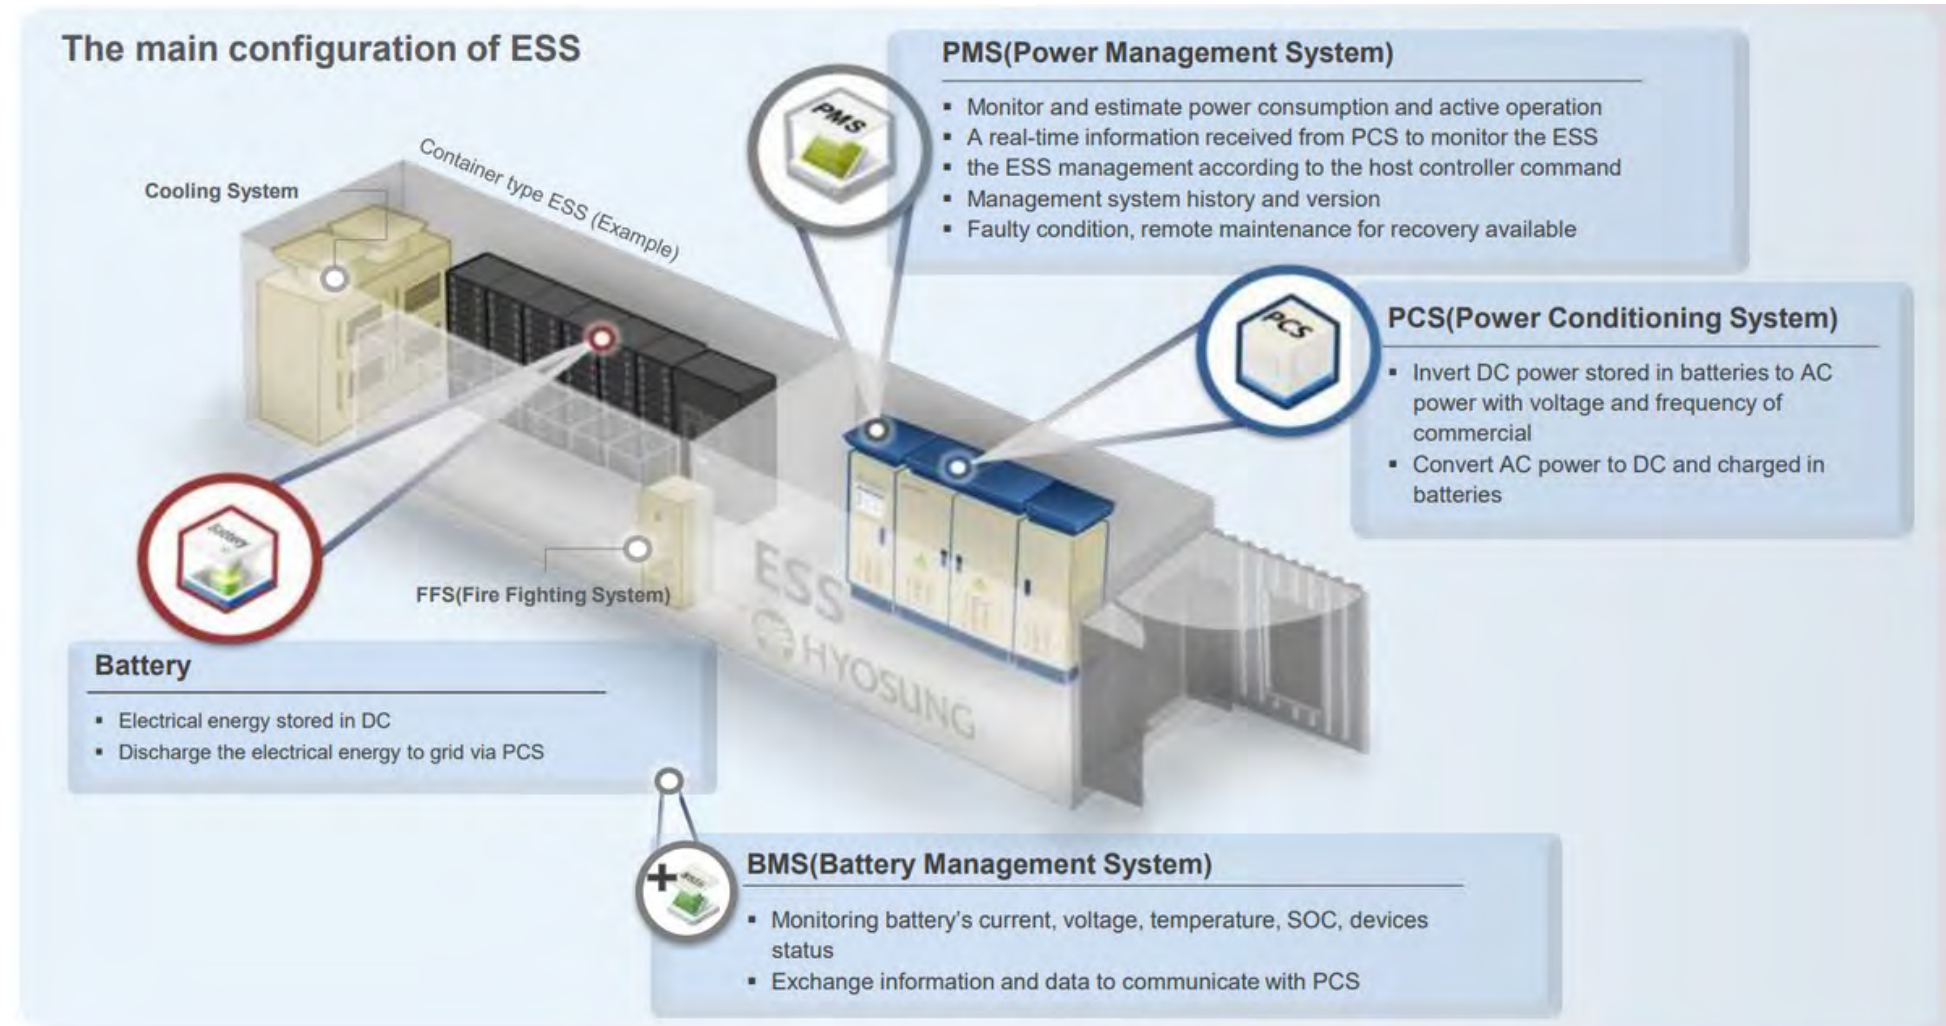 The main configuration of ESS
PMS(Power Management System)
▪ Monitor and estimate power consumption and active operation
▪ A real-time information received from PCS to monitor the ESS
▪ the ESS management according to the host controller command
▪ Management system history and version
▪ Faulty condition, remote maintenance for recovery available
PMS
Container type ESS (Example)
Cooling System
PCS
PCS(Power Conditioning System)
▪ Invert DC power stored in batteries to AC
power with voltage and frequency of
commercial
▪ Convert AC power to DC and charged in
batteries
Battery
FFS(Fire Fighting System)
ESS
HYOSUNG
Battery
▪ Electrical energy stored in DC
▪ Discharge the electrical energy to grid via PCS
BMS(Battery Management System)
▪ Monitoring battery's current, voltage, temperature, SOC, devices
status
▪ Exchange information and data to communicate with PCS